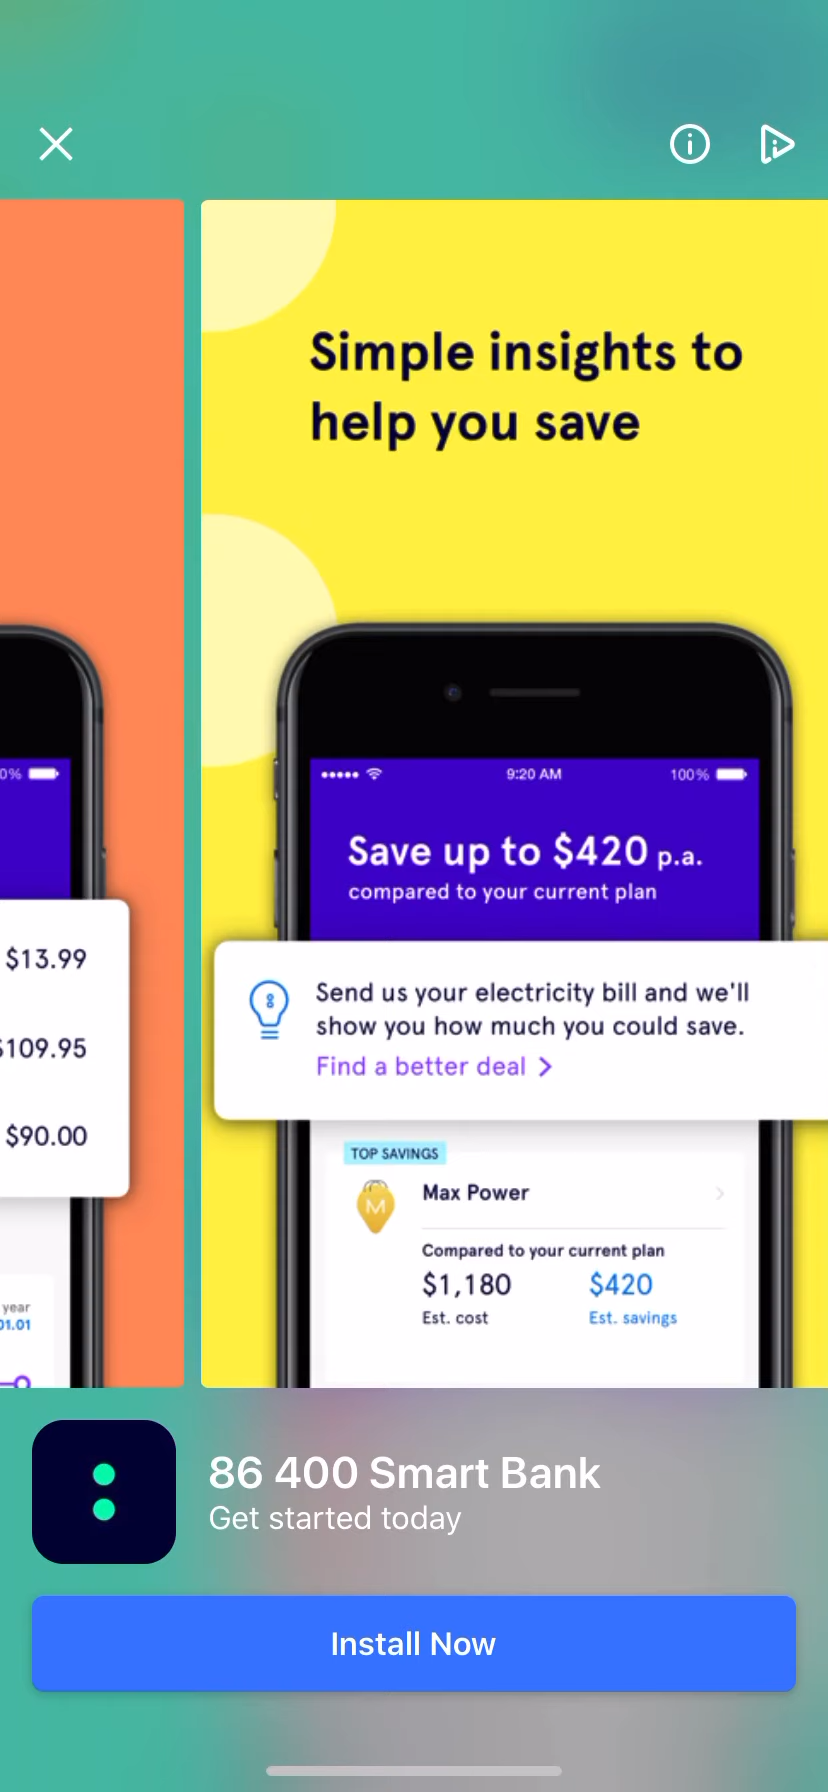 Simple insights to
help you save
0%
9:20 AM
100%
Save up to $420 p.a.
compared to your current plan
$13.99
$109.95
$90.00
Send us your electricity bill and we'll
show you how much you could save.
Find a better deal
TOP SAVINGS
M
Max Power
Compared to your current plan
$1,180
$420
Est. cost
Est. savings
year
01.01
86 400 Smart Bank
Get started today
Install Now